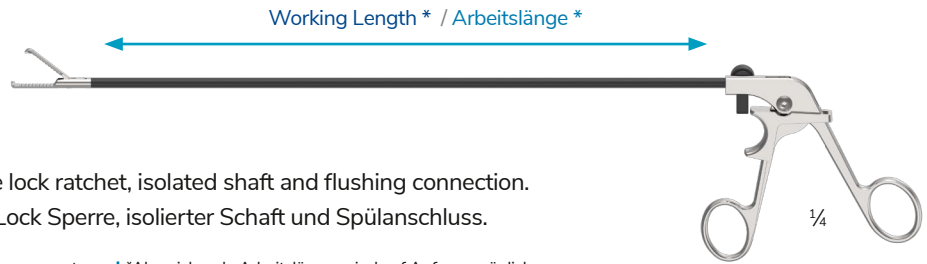 Working Length * / Arbeitslänge *
lock ratchet, isolated shaft and flushing connection.
Lock Sperre, isolierter Schaft und Spülanschluss.
¼